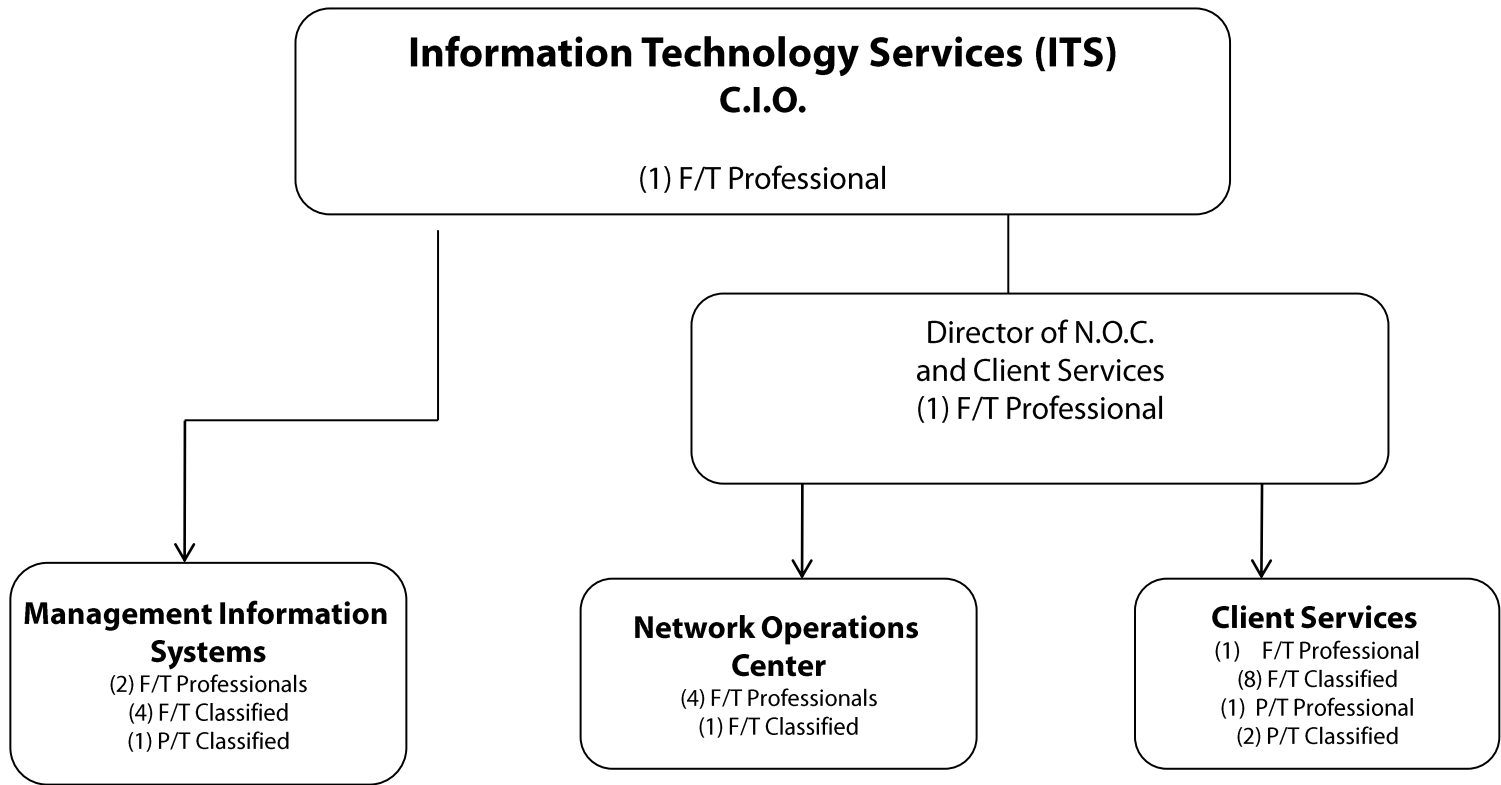 Information Technology Services (ITS)
C.I.O.
(1) F/T Professional
Director of N.O.C.
and Client Services
(1) F/T Professional
Management Information
Systems
(2) F/T Professionals
(4) F/T Classified
(1) P/T Classified
Network Operations
Center
(4) F/T Professionals
(1) F/T Classified
Client Services
(1) F/T Professional
(8) F/T Classified
(1) P/T Professional
(2) P/T Classified